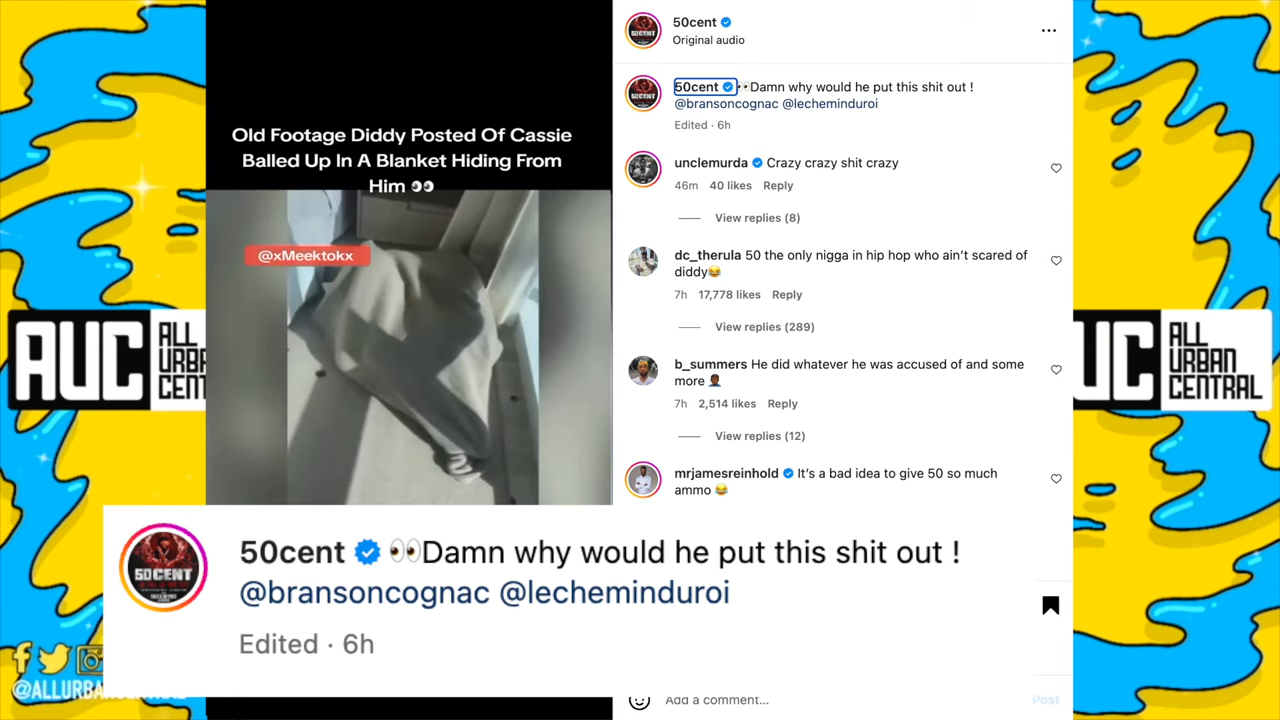 Old Footage Diddy Posted Of Cassie
Balled Up In A Blanket Hiding From
Him 👀
@xMeektokx
AUC
ALL
URBAN
CENTRAL
50cent
Original audio
50cent 👀Damn why would he put this shit out !
@bransoncognac @lecheminduroi
Edited · 6h
unclemurda Crazy crazy shit crazy
46m 40 likes Reply
View replies (8)
dc_therula 50 the only nigga in hip hop who ain't scared of
diddy😂
7h 17,778 likes Reply
View replies (289)
b_summers He did whatever he was accused of and some
more 🤦🏾‍♂️
7h 2,514 likes Reply
View replies (12)
mrjamesreinhold It's a bad idea to give 50 so much
ammo 😂
UC
ALL
URBAN
CENTRAL
50CENT
50cent 👀Damn why would he put this shit out !
@bransoncognac @lecheminduroi
Edited · 6h
Add a comment...
Post